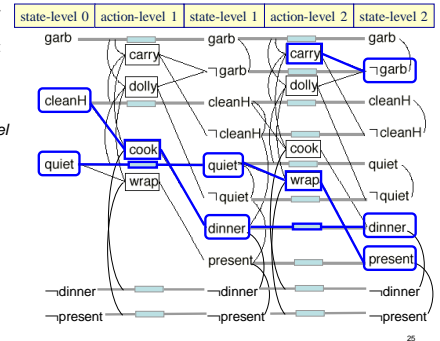 state-level 0 action-level 1 state-level 1 action-level 2 state-level 2
garb garb carry garb
carry
¬garb ¬garb
dolly dolly
cleanH cleanH cleanH
el
¬cleanH ¬cleanH
cook cook
quiet quiet quiet
wrap wrap
¬quiet ¬quiet
dinner dinner
present present
¬dinner ¬dinner ¬dinner
¬present ¬present ¬present
25